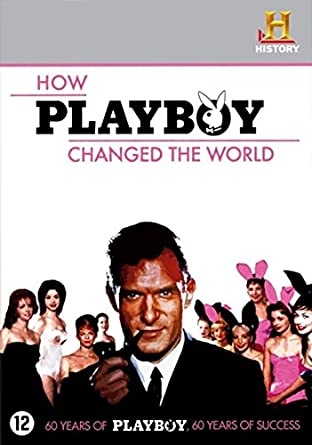 H
HISTORY
HOW
PLAYBOY
CHANGED THE WORLD
12
60 YEARS OF PLAYBOY, 60 YEARS OF SUCCESS